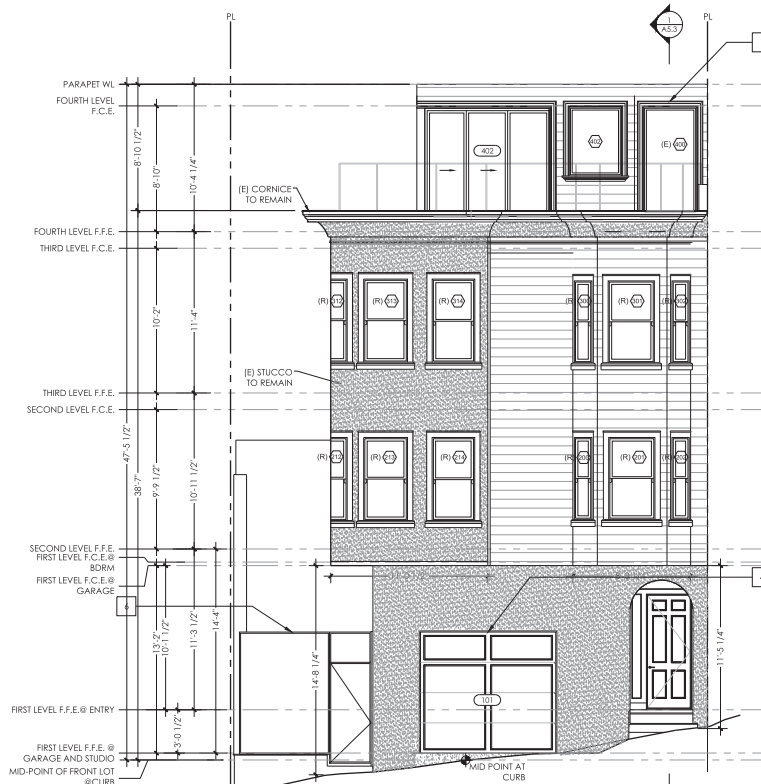 PL
1
A5.3
PL
PARAPET WL
FOURTH LEVEL
F.C.E.
8'-10 1/2"
8'-10"
10'-4 1/4"
402
402
(E) 400
(E) CORNICE
TO REMAIN
FOURTH LEVEL F.F.E.
THIRD LEVEL F.C.E.
(R) 312
(R) 313
(R) 314
(R) 300
(R) 301
(R) 302
10'-2"
11'-4"
(E) STUCCO
TO REMAIN
THIRD LEVEL F.F.E.
SECOND LEVEL F.C.E.
47'-5 1/2"
38'-7"
9'-9 1/2"
10'-11 1/2"
(R) 212
(R) 213
(R) 214
(R) 200
(R) 201
(R) 202
SECOND LEVEL F.F.E.
FIRST LEVEL F.C.E.@
BDRM
FIRST LEVEL F.C.E.@
GARAGE
6
13'-2"
10'-1 1/2"
11'-3 1/2"
14'-4"
14'-8 1/4"
11'-5 1/4"
101
FIRST LEVEL F.F.E.@ ENTRY
3'-0 1/2"
FIRST LEVEL F.F.E. @
GARAGE AND STUDIO
MID-POINT OF FRONT LOT
@CURB
MID POINT AT
CURB